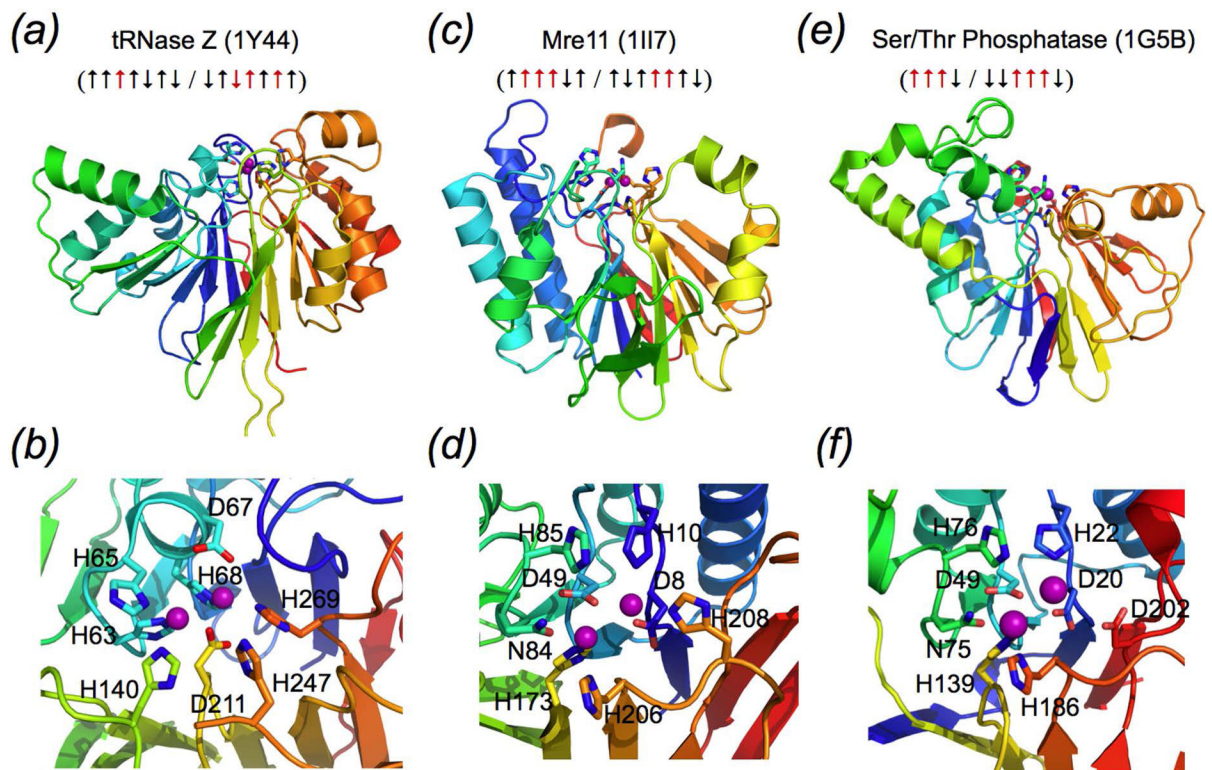 (a) (c) (e)
tRNase Z (1Y44) Mre11 (1II7) Ser/Thr Phosphatase (1G5B)
(↑↑↑↑↓↑↓ / ↓↑↓↑↑↑↑) (↑↑↑↑↓↑ / ↑↓↑↑↑↑↓) (↑↑↑↓ / ↓↓↑↑↑↓)
(b)
D67
H65
H68
H269
H63
H140
D211
H247
(d)
H85
H10
D49
D8
H208
N84
H173
H206
(f)
H76
H22
D49
D20
D202
N75
H139
H186